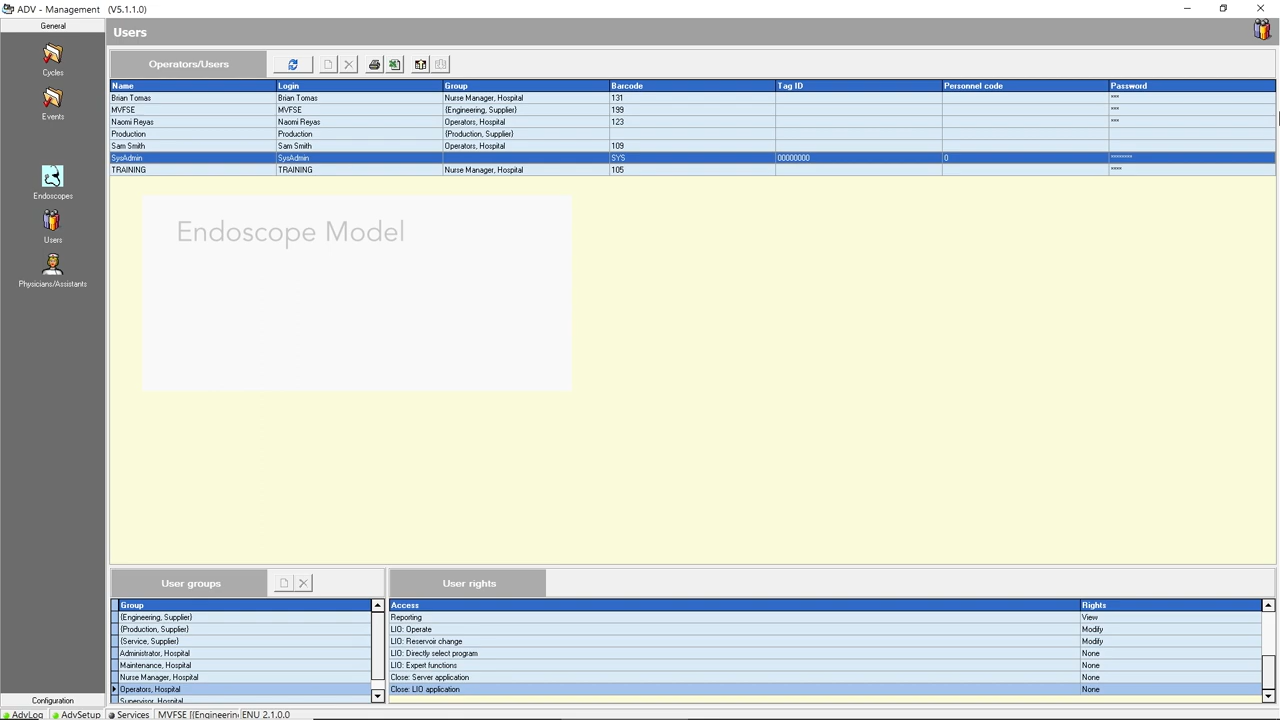 ADV - Management (V5.1.1.0)
General
Users
Cycles
Events
Endoscopes
Users
Physicians/Assistants
Operators/Users
Name Login Group Barcode Tag ID Personnel code Password
Brian Tomas Brian Tomas Nurse Manager, Hospital 131 ***
MVFSE MVFSE {Engineering, Supplier} 199 ***
Naomi Reyas Naomi Reyas Operators, Hospital 123 ***
Production Production {Production, Supplier}
Sam Smith Sam Smith Operators, Hospital 109
SysAdmin SysAdmin SYS 00000000 0 ********
TRAINING TRAINING Nurse Manager, Hospital 105 ****
Endoscope Model
User groups
Group
{Engineering, Supplier}
{Production, Supplier}
{Service, Supplier}
Administrator, Hospital
Maintenance, Hospital
Nurse Manager, Hospital
Operators, Hospital
Supervisor, Hospital
User rights
Access Rights
Reporting View
LIO: Operate Modify
LIO: Reservoir change Modify
LIO: Directly select program None
LIO: Expert functions None
Close: Server application None
Close: LIO application None
Configuration
AdvLog AdvSetup Services MVFSE [{Engineerin ENU 2.1.0.0